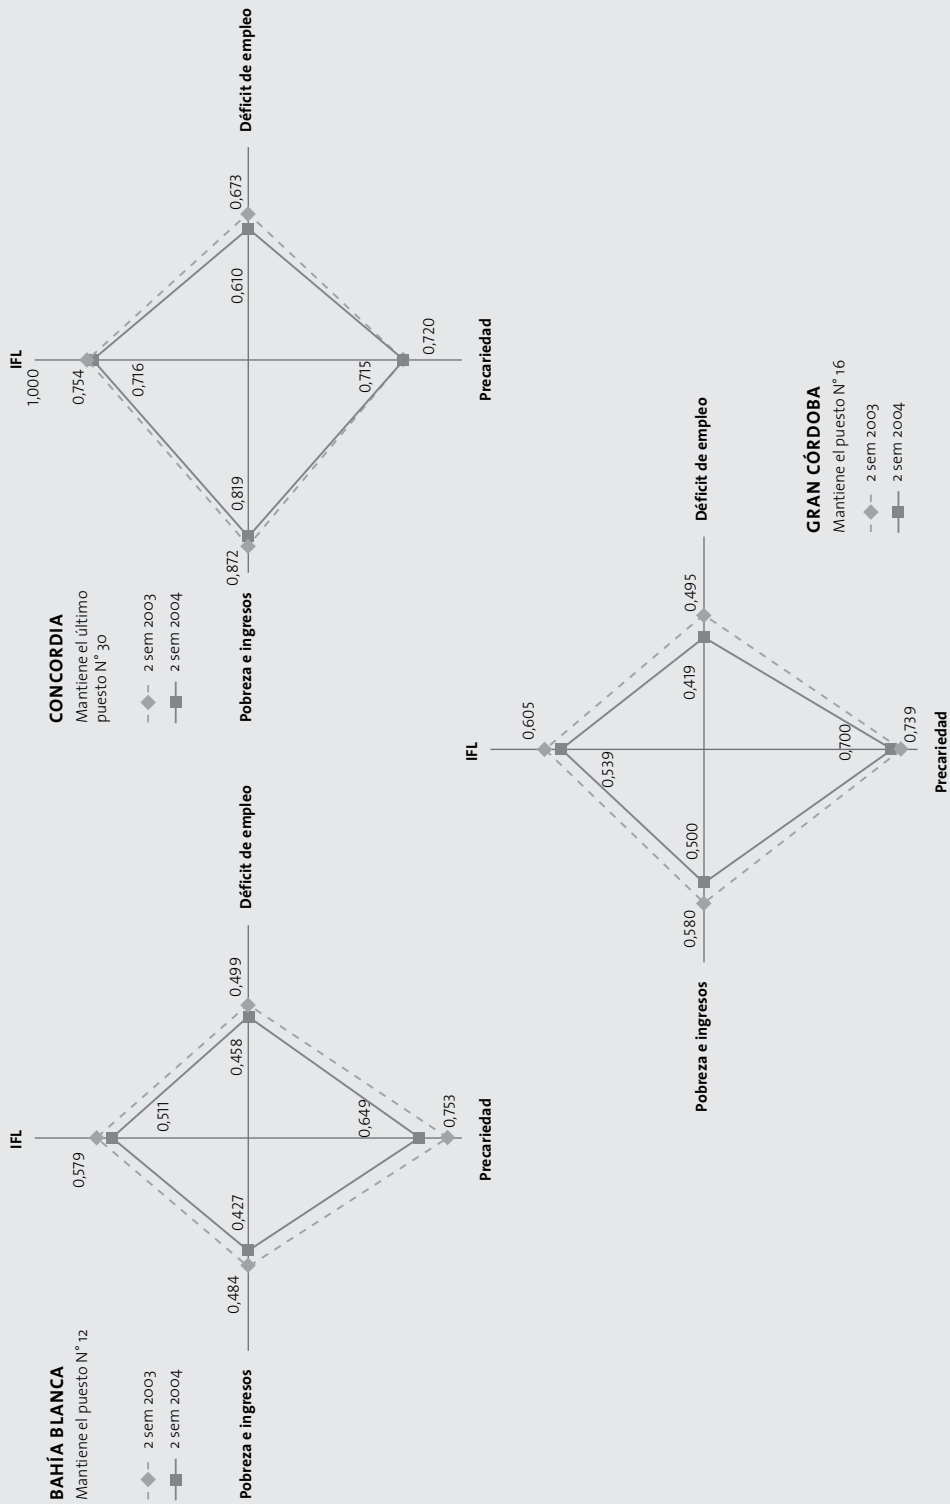 BAHÍA BLANCA
Mantiene el puesto N° 12
2 sem 2003
2 sem 2004
IFL
0,579
0,511
Pobreza e ingresos
0,484
0,427
0,458
0,499
Déficit de empleo
0,649
0,753
Precariedad
CONCORDIA
Mantiene el último
puesto N° 30
2 sem 2003
2 sem 2004
IFL
1,000
0,754
0,716
Pobreza e ingresos
0,872
0,819
0,610
0,673
Déficit de empleo
0,715
0,720
Precariedad
GRAN CÓRDOBA
Mantiene el puesto N° 16
2 sem 2003
2 sem 2004
IFL
0,605
0,539
Pobreza e ingresos
0,580
0,500
0,419
0,495
Déficit de empleo
0,700
0,739
Precariedad